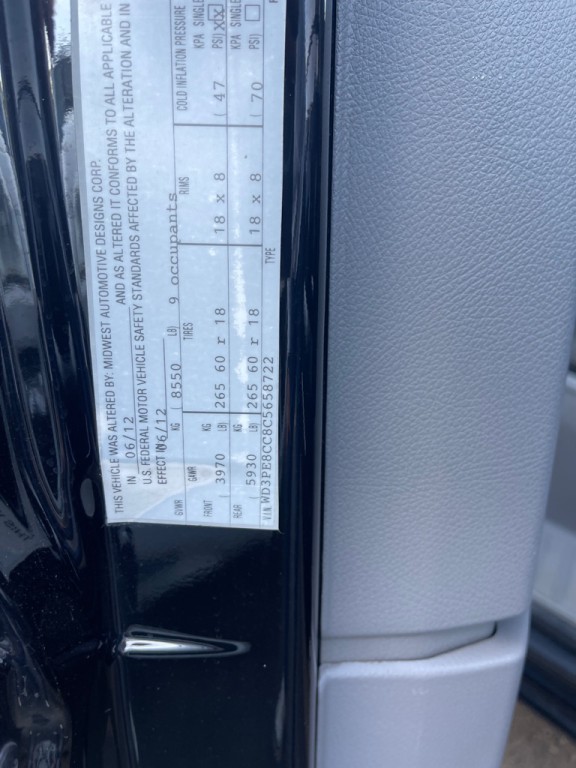 THIS VEHICLE WAS ALTERED BY: MIDWEST AUTOMOTIVE DESIGNS CORP.
IN 06/12 AND AS ALTERED IT CONFORMS TO ALL APPLICABLE
U.S. FEDERAL MOTOR VEHICLE SAFETY STANDARDS AFFECTED BY THE ALTERATION AND IN
EFFECT IN 06/12
GVWR KG ( 8550 LB) 9 occupants
GAWR TIRES RIMS COLD INFLATION PRESSURE
FRONT KG ( 3970 LB) 265 60 r 18 18 x 8 KPA ( 47 PSI) SINGLE XX
REAR KG ( 5930 LB) 265 60 r 18 18 x 8 KPA ( 70 PSI) SINGLE
V.I.N. WD3PE8CC8C5658722 TYPE